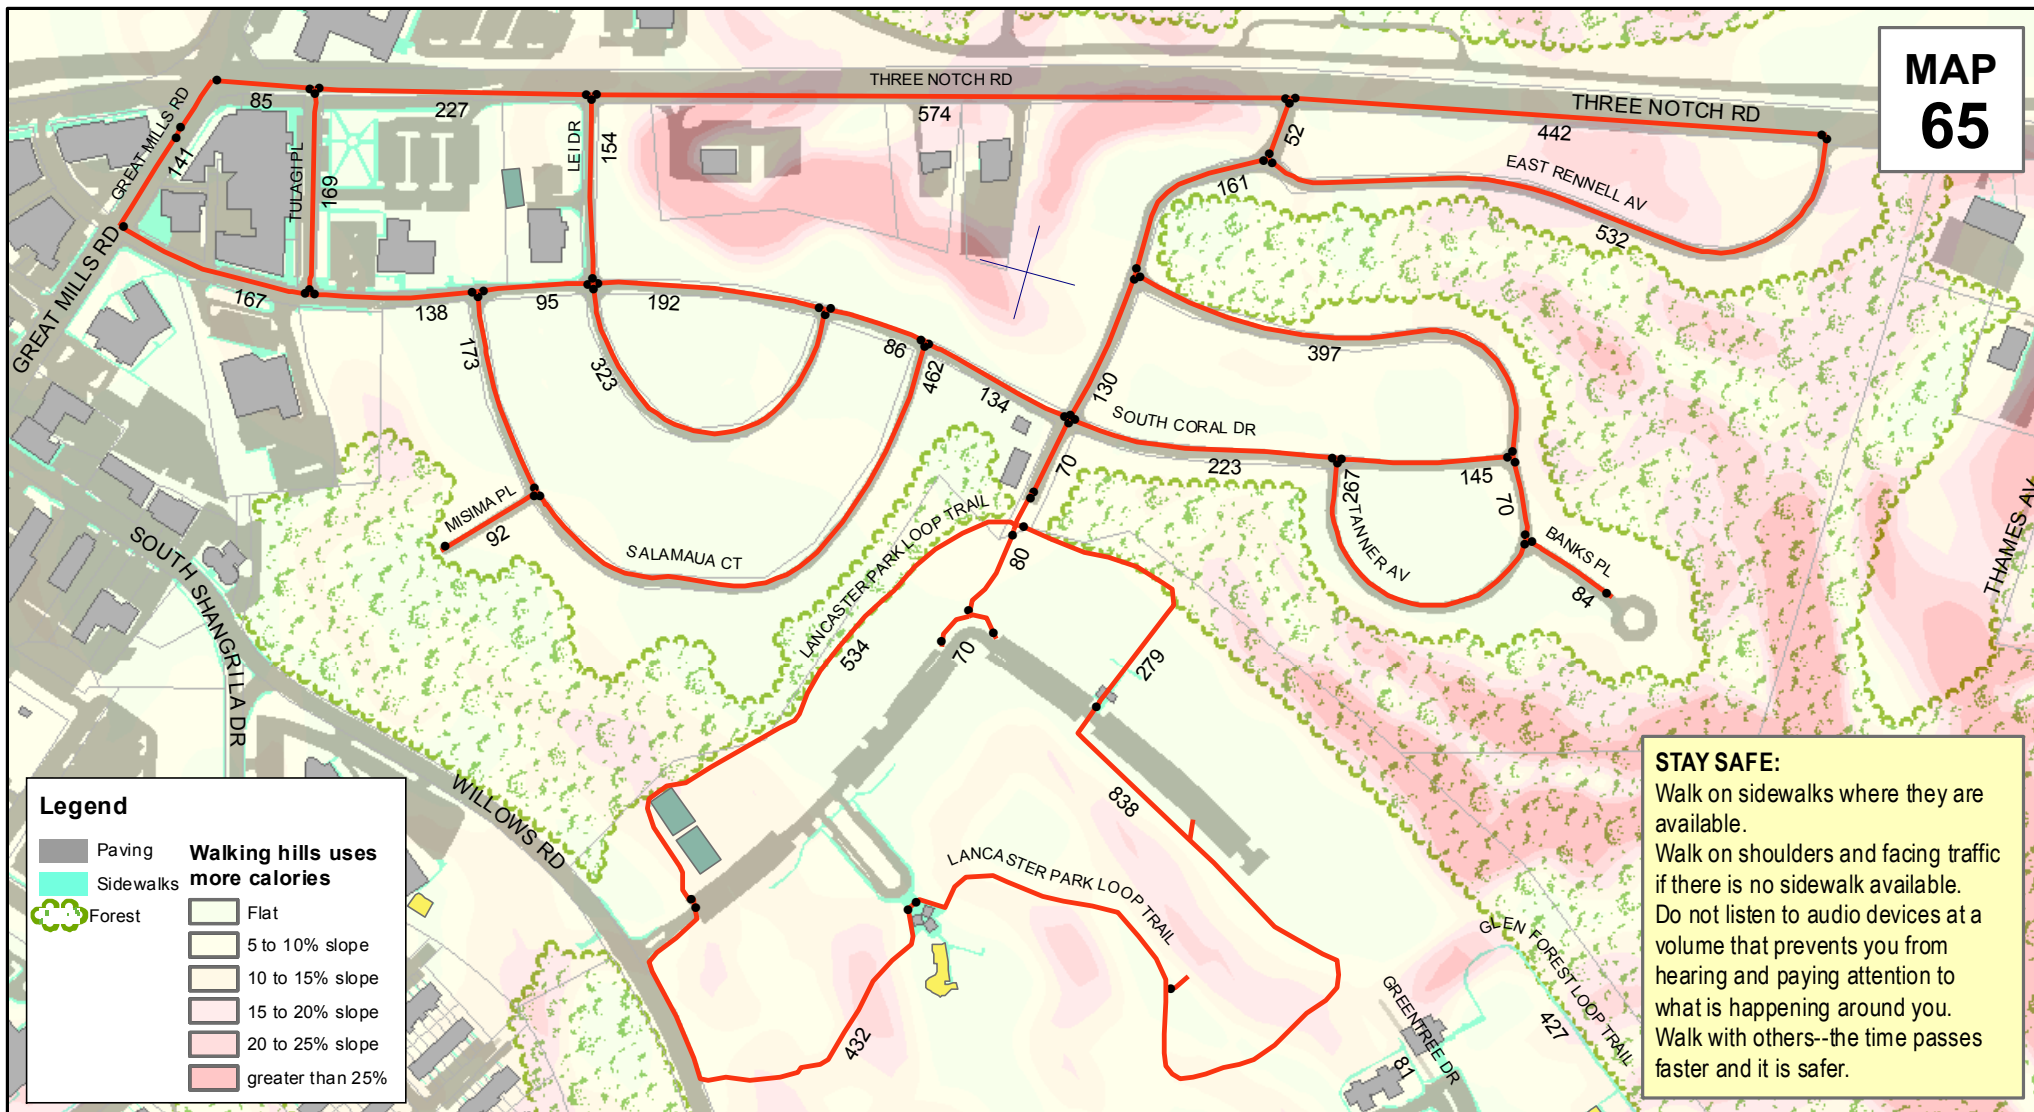 MAP
65
THREE NOTCH RD
THREE NOTCH RD
GREAT MILLS RD
85
227
574
442
52
141
TULAGI PL
169
LEI DR
154
161
EAST RENNELL AV
532
GREAT MILLS RD
167
138
95
192
86
173
323
462
134
130
397
SOUTH CORAL DR
223
145
70
70
267
TANNER AV
BANKS PL
84
MISIMA PL
92
SALAMAUA CT
LANCASTER PARK LOOP TRAIL
534
80
70
279
838
SOUTH SHANGRILA DR
WILLOWS RD
THAMES AV
LANCASTER PARK LOOP TRAIL
432
GLEN FOREST LOOP TRAIL
427
GREENTREE DR
81
Legend
Paving
Sidewalks
Forest
Walking hills uses
more calories
Flat
5 to 10% slope
10 to 15% slope
15 to 20% slope
20 to 25% slope
greater than 25%
STAY SAFE:
Walk on sidewalks where they are
available.
Walk on shoulders and facing traffic
if there is no sidewalk available.
Do not listen to audio devices at a
volume that prevents you from
hearing and paying attention to
what is happening around you.
Walk with others--the time passes
faster and it is safer.